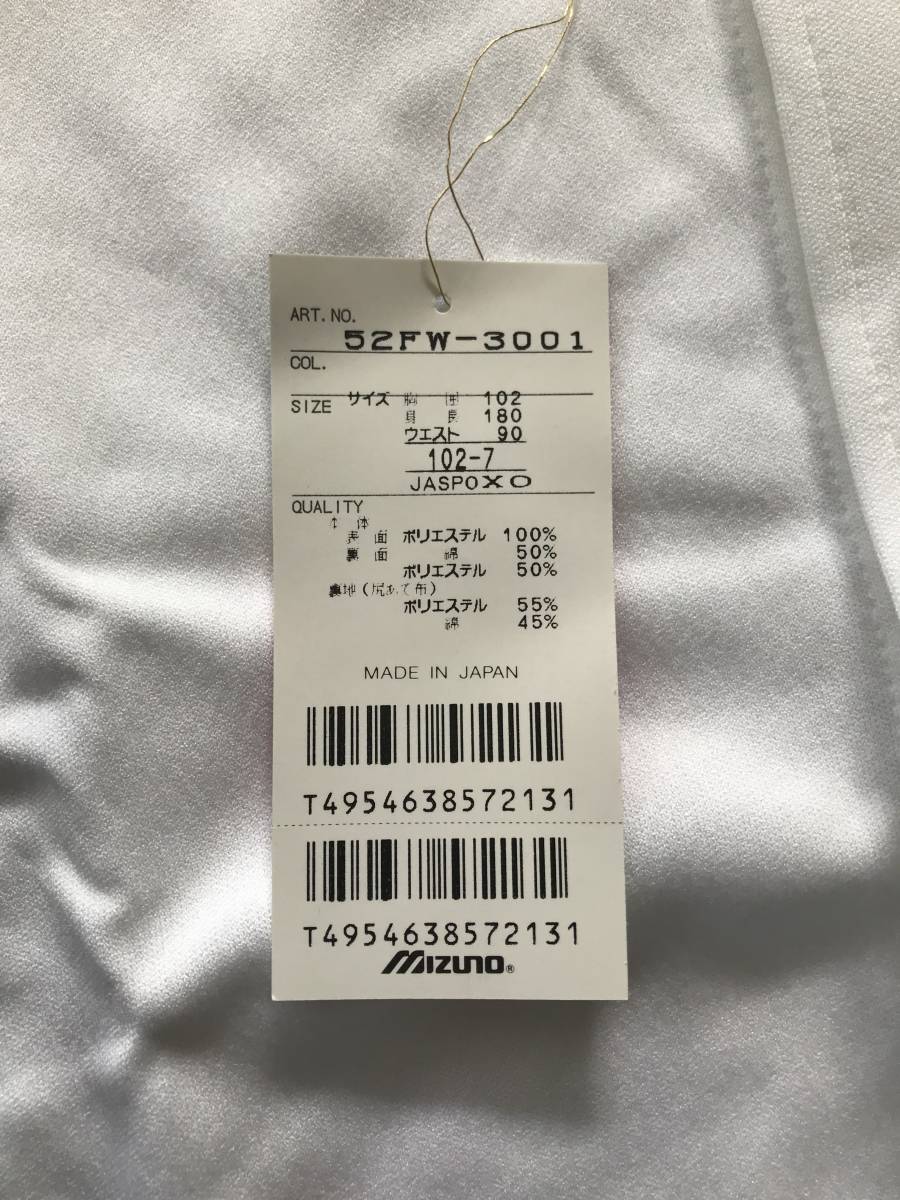 ART.NO.
52FW-3001
COL.
SIZE サイズ 胸 囲 102
身 長 180
ウエスト 90
102-7
JASPO XO
QUALITY
本 体
表 面 ポリエステル 100%
裏 面 綿 50%
ポリエステル 50%
裏地(尻あて布)
ポリエステル 55%
綿 45%
MADE IN JAPAN
T4954638572131
T4954638572131
MIZUNO®